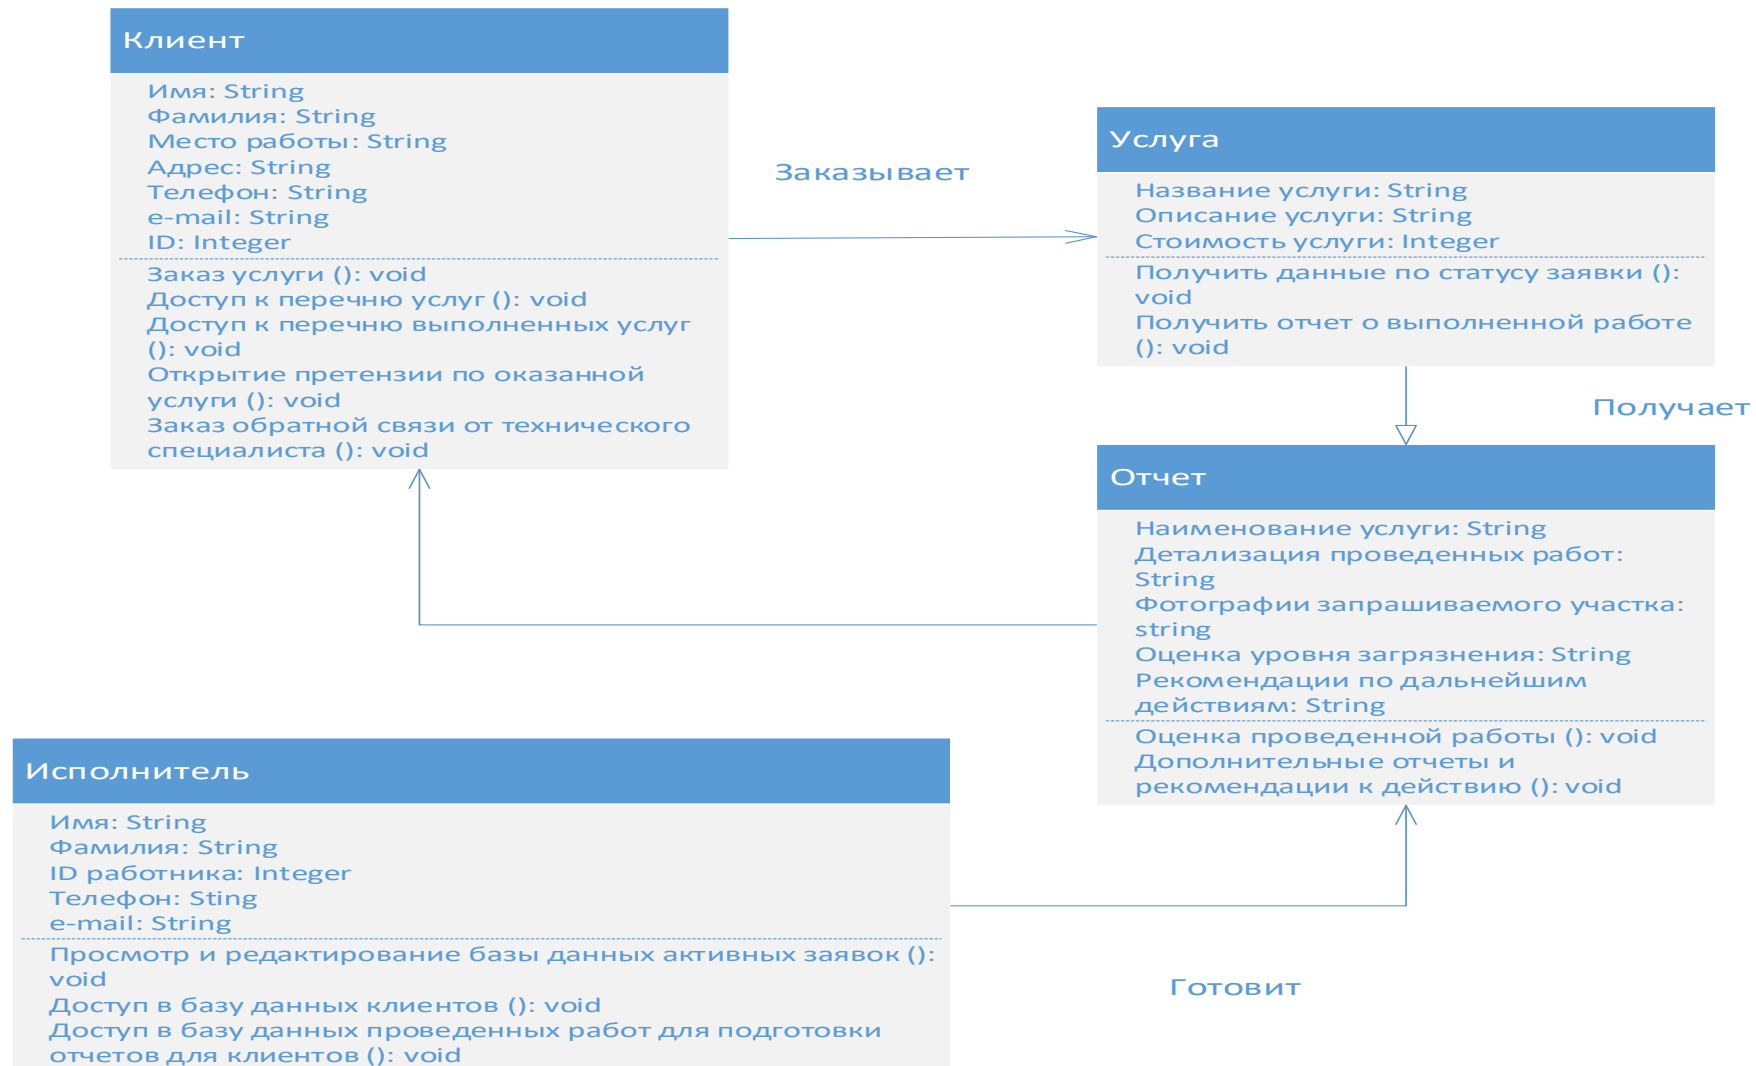 Клиент
Имя: String
Фамилия: String
Место работы: String
Адрес: String
Телефон: String
e-mail: String
ID: Integer
Заказ услуги (): void
Доступ к перечню услуг (): void
Доступ к перечню выполненных услуг
(): void
Открытие претензии по оказанной
услуги (): void
Заказ обратной связи от технического
специалиста (): void
Заказывает
Услуга
Название услуги: String
Описание услуги: String
Стоимость услуги: Integer
Получить данные по статусу заявки ():
void
Получить отчет о выполненной работе
(): void
Получает
Отчет
Наименование услуги: String
Детализация проведенных работ:
String
Фотографии запрашиваемого участка:
string
Оценка уровня загрязнения: String
Рекомендации по дальнейшим
действиям: String
Оценка проведенной работы (): void
Дополнительные отчеты и
рекомендации к действию (): void
Исполнитель
Имя: String
Фамилия: String
ID работника: Integer
Телефон: Sting
e-mail: String
Просмотр и редактирование базы данных активных заявок ():
void
Доступ в базу данных клиентов (): void
Доступ в базу данных проведенных работ для подготовки
отчетов для клиентов (): void
Готовит